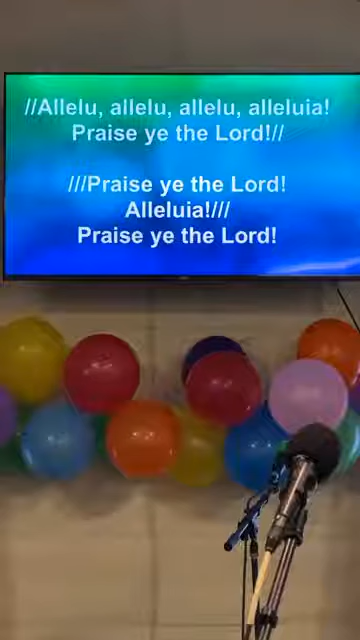 //Allelu, allelu, allelu, alleluia!
Praise ye the Lord!//
///Praise ye the Lord!
Alleluia!///
Praise ye the Lord!